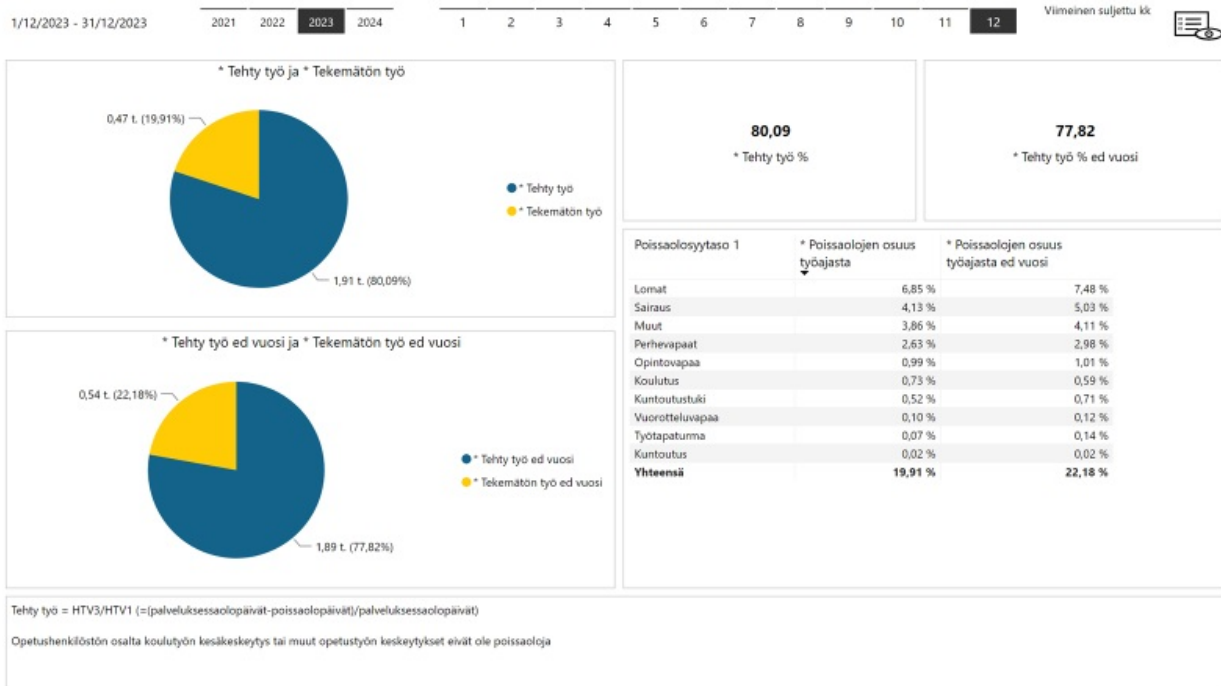 1/12/2023 - 31/12/2023
2021 2022 2023 2024
1 2 3 4 5 6 7 8 9 10 11 12
Viimeinen suljettu kk
* Tehty työ ja * Tekemätön työ
0,47 t. (19,91%)
* Tehty työ
* Tekemätön työ
1,91 t. (80,09%)
80,09
* Tehty työ %
77,82
* Tehty työ % ed vuosi
* Tehty työ ed vuosi ja * Tekemätön työ ed vuosi
0,54 t. (22,18%)
* Tehty työ ed vuosi
* Tekemätön työ ed vuosi
1,89 t. (77,82%)
Poissaolosyytaso 1 * Poissaolojen osuus * Poissaolojen osuus
työajasta työajasta ed vuosi
Lomat 6,85 % 7,48 %
Sairaus 4,13 % 5,03 %
Muut 3,86 % 4,11 %
Perhevapaat 2,63 % 2,98 %
Opintovapaa 0,99 % 1,01 %
Koulutus 0,73 % 0,59 %
Kuntoutustuki 0,52 % 0,71 %
Vuorotteluvapaa 0,10 % 0,12 %
Työtapaturma 0,07 % 0,14 %
Kuntoutus 0,02 % 0,02 %
Yhteensä 19,91 % 22,18 %
Tehty työ = HTV3/HTV1 (=(palveluksessaolopäivät-poissaolopäivät)/palveluksessaolopäivät)
Opetushenkilöstön osalta koulutyön kesäkeskeytys tai muut opetustyön keskeytykset eivät ole poissaoloja